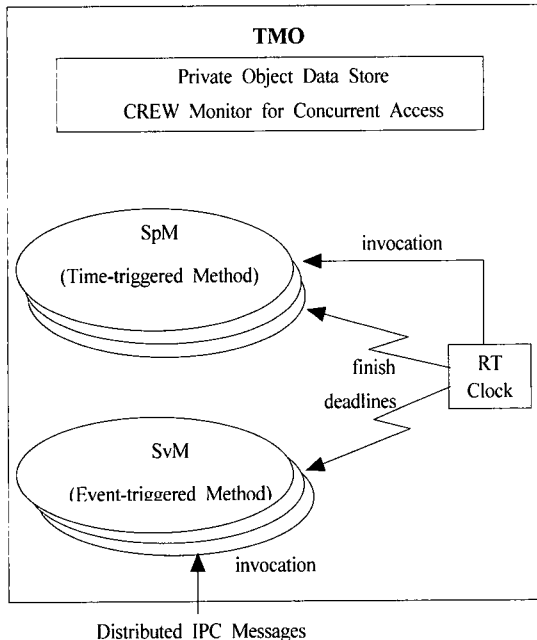 TMO
Private Object Data Store
CREW Monitor for Concurrent Access
SpM
(Time-triggered Method)
invocation
RT
Clock
finish
deadlines
SvM
(Event-triggered Method)
invocation
Distributed IPC Messages